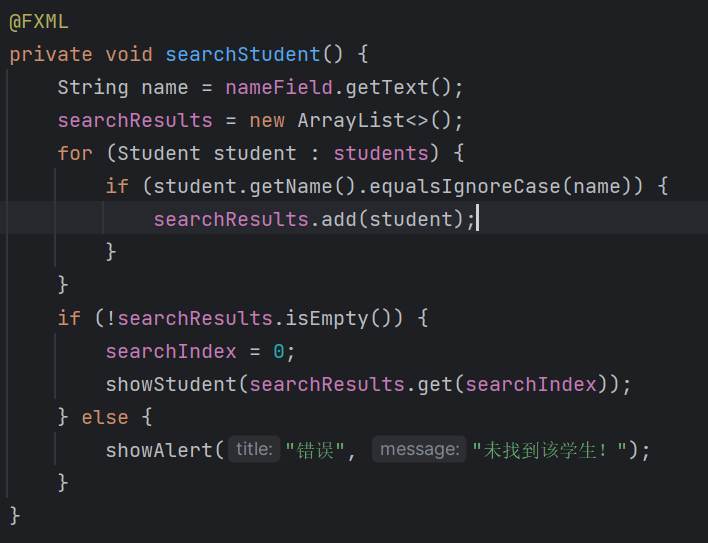 @FXML
private void searchStudent() {
    String name = nameField.getText();
    searchResults = new ArrayList<>();
    for (Student student : students) {
        if (student.getName().equalsIgnoreCase(name)) {
            searchResults.add(student);
        }
    }
    if (!searchResults.isEmpty()) {
        searchIndex = 0;
        showStudent(searchResults.get(searchIndex));
    } else {
        showAlert( title: "错误",  message: "未找到该学生！");
    }
}